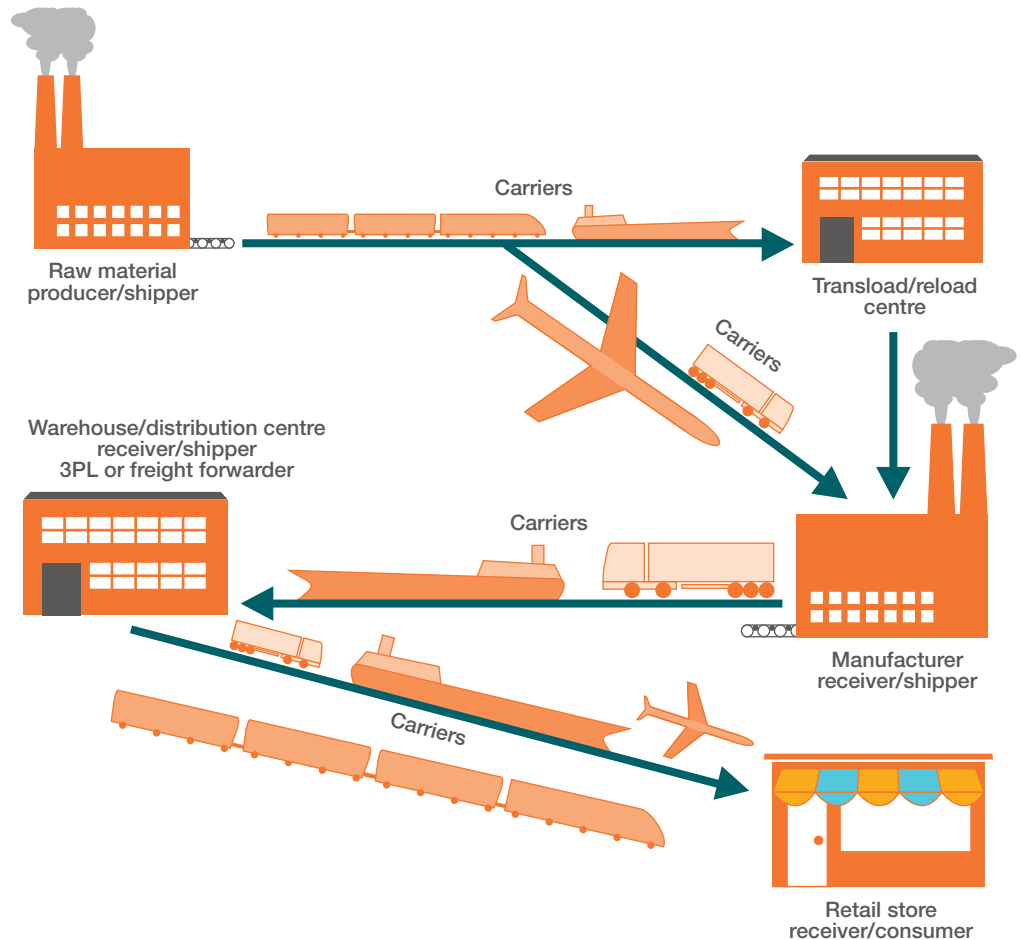 Carriers
Raw material
producer/shipper
Transload/reload
centre
Carriers
Warehouse/distribution centre
receiver/shipper
3PL or freight forwarder
Carriers
Manufacturer
receiver/shipper
Carriers
Retail store
receiver/consumer